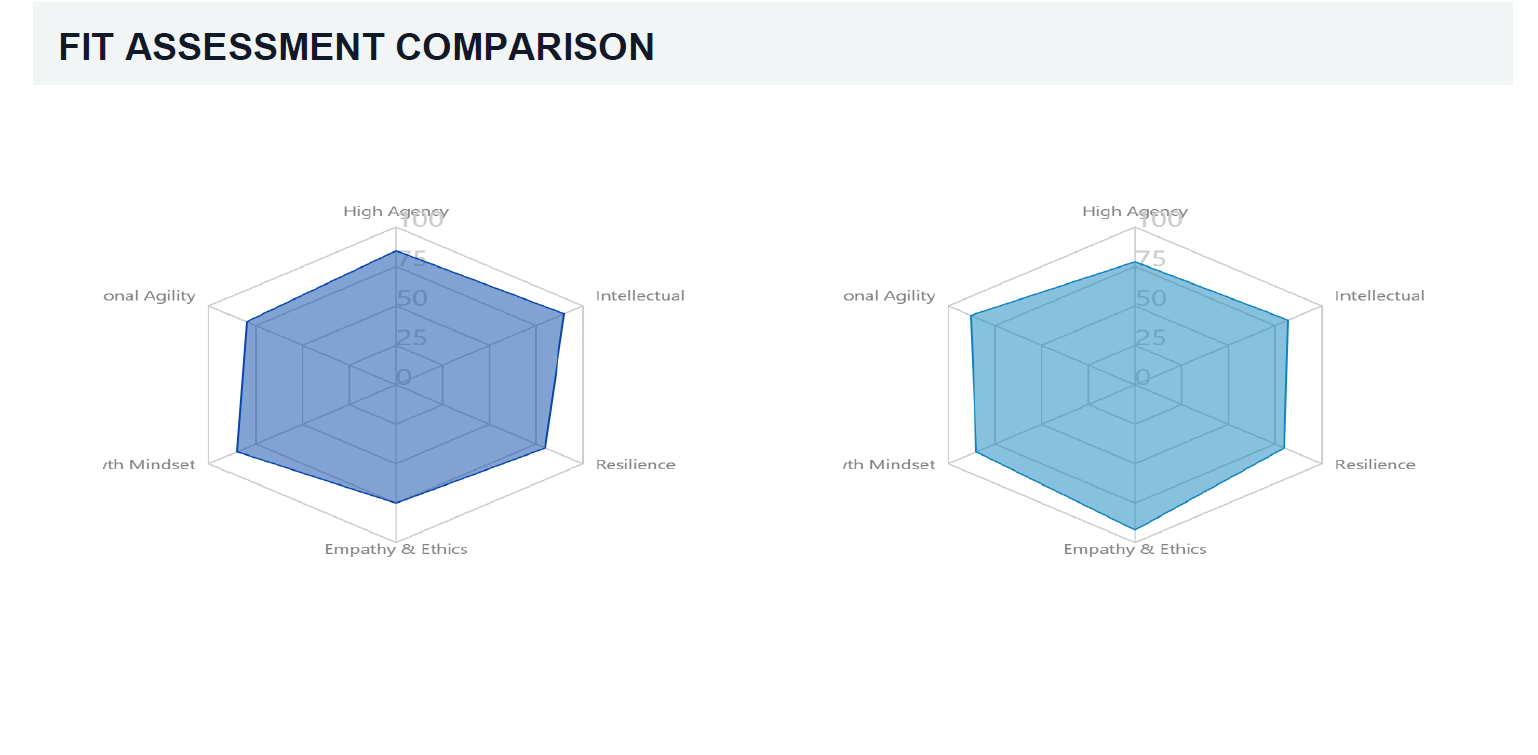 FIT ASSESSMENT COMPARISON
High Agency
100
75
50
25
0
onal Agility
Intellectual
th Mindset
Resilience
Empathy & Ethics
High Agency
100
75
50
25
0
onal Agility
Intellectual
th Mindset
Resilience
Empathy & Ethics